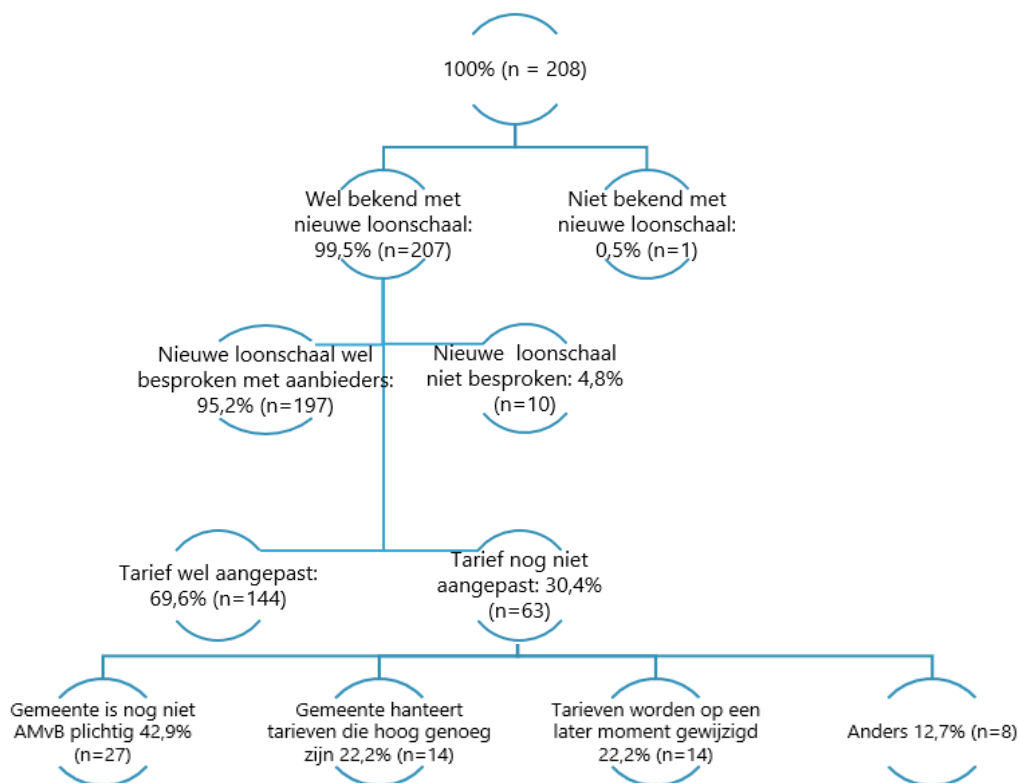 100% (n = 208)
Wel bekend met
nieuwe loonschaal:
99,5% (n=207)
Niet bekend met
nieuwe loonschaal:
0,5% (n=1)
Nieuwe loonschaal wel
besproken met aanbieders:
95,2% (n=197)
Nieuwe loonschaal
niet besproken: 4,8%
(n=10)
Tarief wel aangepast:
69,6% (n=144)
Tarief nog niet
aangepast: 30,4%
(n=63)
Gemeente is nog niet
AMvB plichtig 42,9%
(n=27)
Gemeente hanteert
tarieven die hoog genoeg
zijn 22,2% (n=14)
Tarieven worden op een
later moment gewijzigd
22,2% (n=14)
Anders 12,7% (n=8)